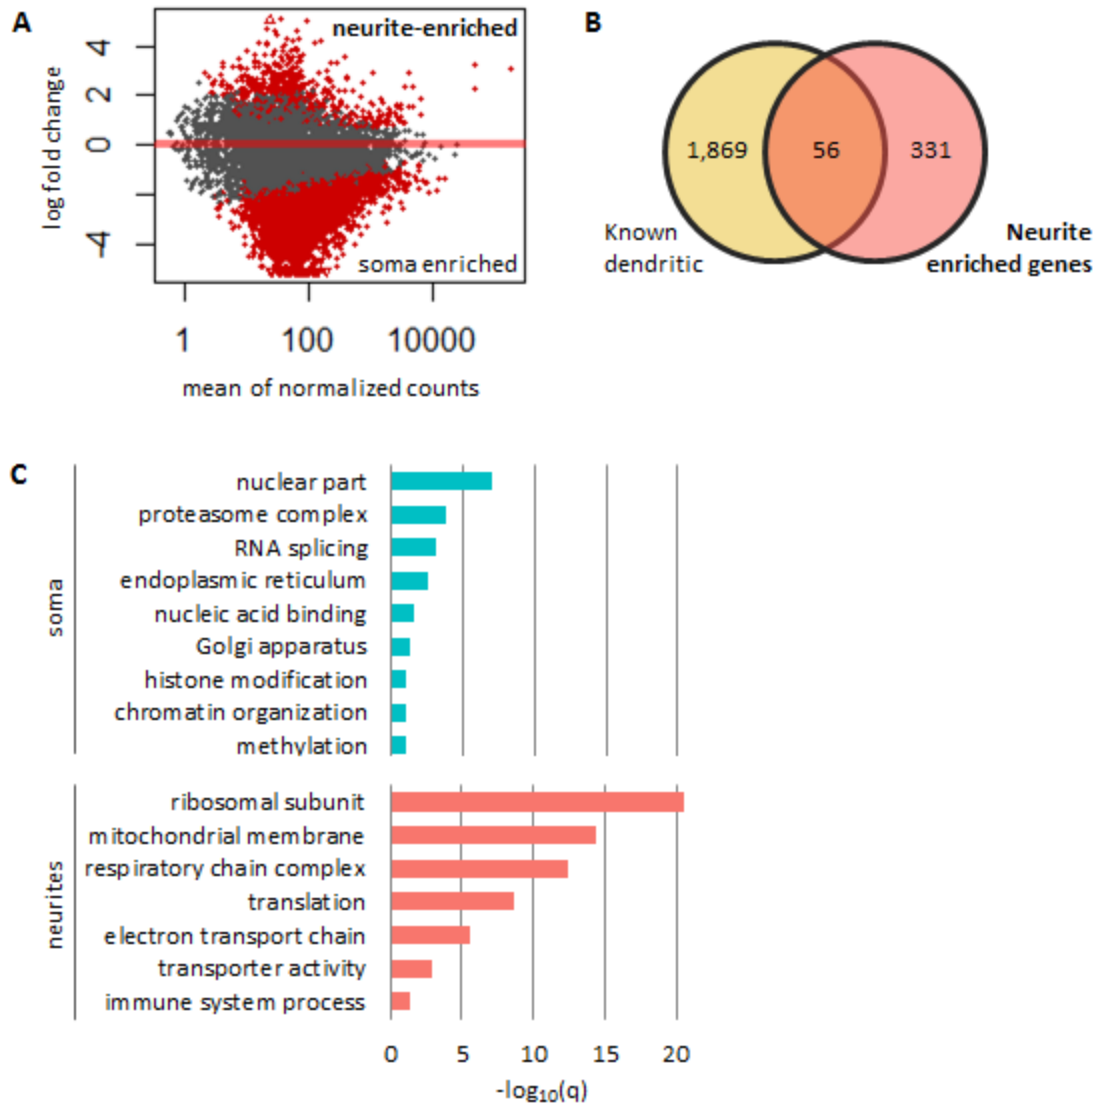 A
neurite-enriched
log fold change
4
2
0
-4
soma enriched
1 100 10000
mean of normalized counts
B
1,869 56 331
Known
dendritic
Neurite
enriched genes
C
soma
nuclear part
proteasome complex
RNA splicing
endoplasmic reticulum
nucleic acid binding
Golgi apparatus
histone modification
chromatin organization
methylation
neurites
ribosomal subunit
mitochondrial membrane
respiratory chain complex
translation
electron transport chain
transporter activity
immune system process
0 5 10 15 20
-log₁₀(q)